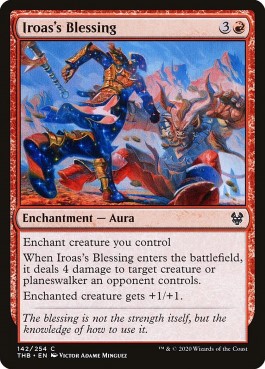 Iroas's Blessing 3
Enchantment — Aura
Enchant creature you control
When Iroas's Blessing enters the battlefield,
it deals 4 damage to target creature or
planeswalker an opponent controls.
Enchanted creature gets +1/+1.
The blessing is not the strength itself, but the
knowledge of how to use it.
142/254 C
THB • EN Victor Adame Minguez ™ & © 2020 Wizards of the Coast